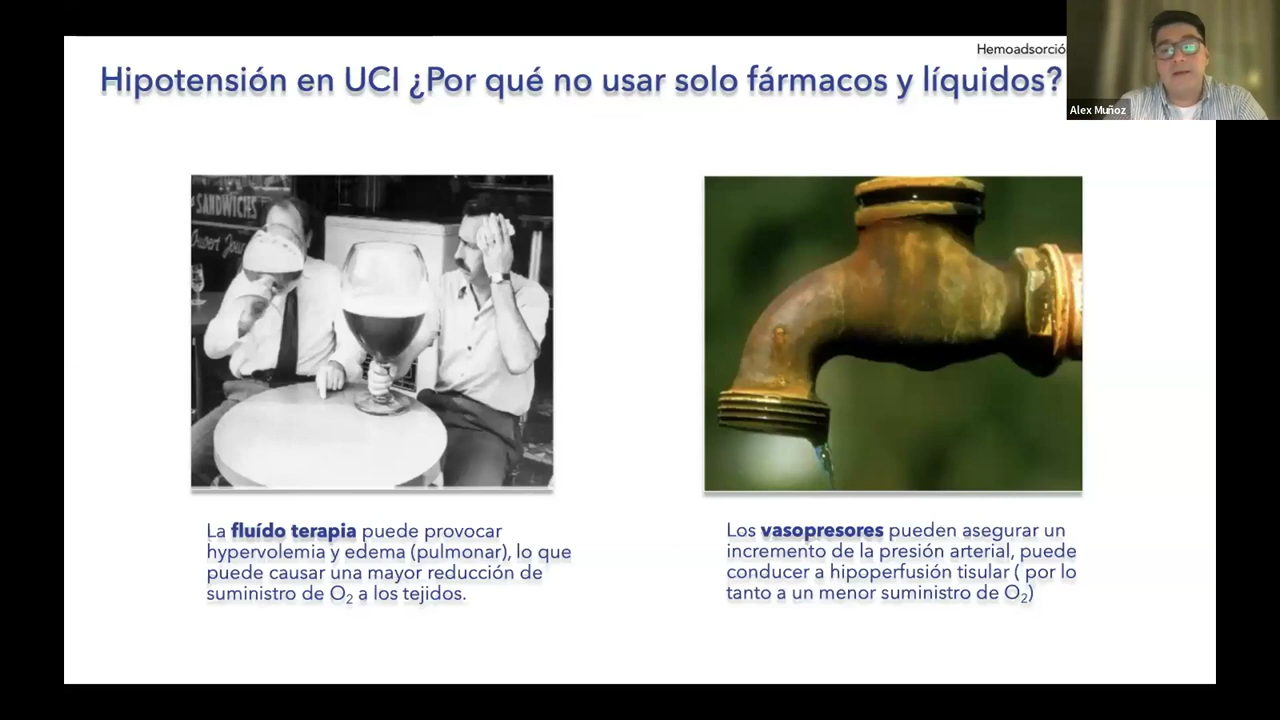 Hemoadsorció
Hipotensión en UCI ¿Por qué no usar solo fármacos y líquidos?
Alex Muñoz
SANDWICHES
La fluído terapia puede provocar
hypervolemia y edema (pulmonar), lo que
puede causar una mayor reducción de
suministro de O₂ a los tejidos.
Los vasopresores pueden asegurar un
incremento de la presión arterial, puede
conducer a hipoperfusión tisular ( por lo
tanto a un menor suministro de O₂)